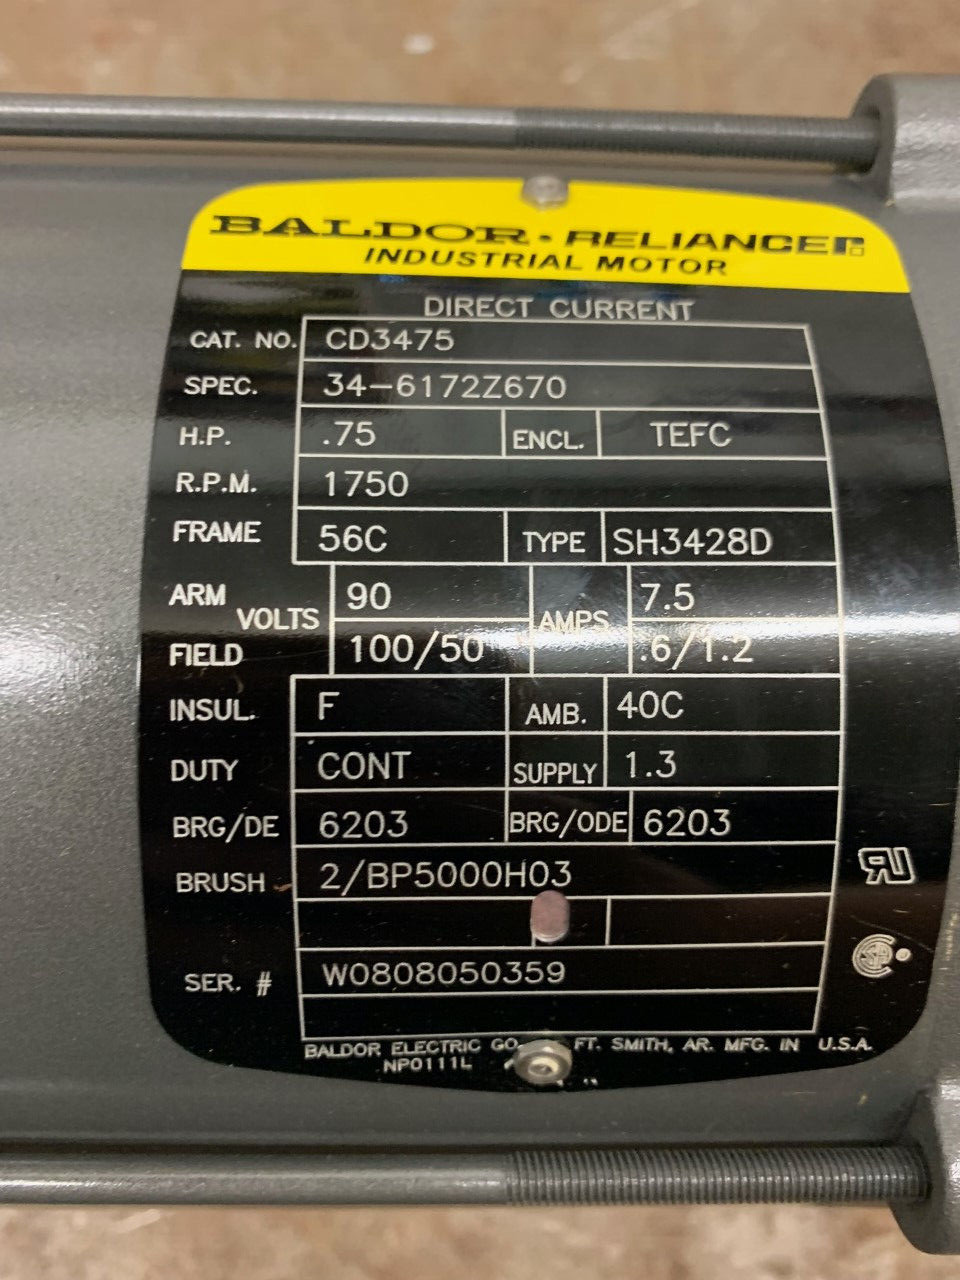 BALDOR • RELIANCE
INDUSTRIAL MOTOR
DIRECT CURRENT
CAT. NO. CD3475
SPEC. 34-6172Z670
H.P. .75 ENCL. TEFC
R.P.M. 1750
FRAME 56C TYPE SH3428D
ARM VOLTS 90 AMPS 7.5
FIELD 100/50 .6/1.2
INSUL. F AMB. 40C
DUTY CONT SUPPLY 1.3
BRG/DE 6203 BRG/ODE 6203
BRUSH 2/BP5000H03
SER. # W0808050359
BALDOR ELECTRIC CO. FT. SMITH, AR. MFG. IN U.S.A.
NP0111L